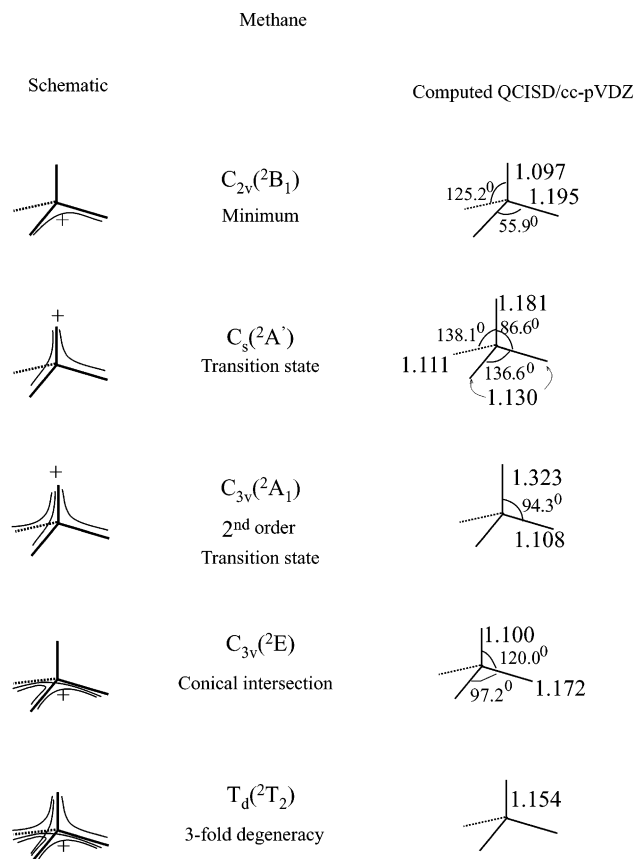 Methane
Schematic
Computed QCISD/cc-pVDZ
C2v(2B1)
Minimum
1.097
125.20
1.195
55.90
+
Cs(2A’)
Transition state
+
1.181
138.10
86.60
1.111
136.60
1.130
+
C3v(2A1)
2nd order
Transition state
1.323
94.30
1.108
C3v(2E)
Conical intersection
+
1.100
120.00
1.172
97.20
Td(2T2)
3-fold degeneracy
+
1.154